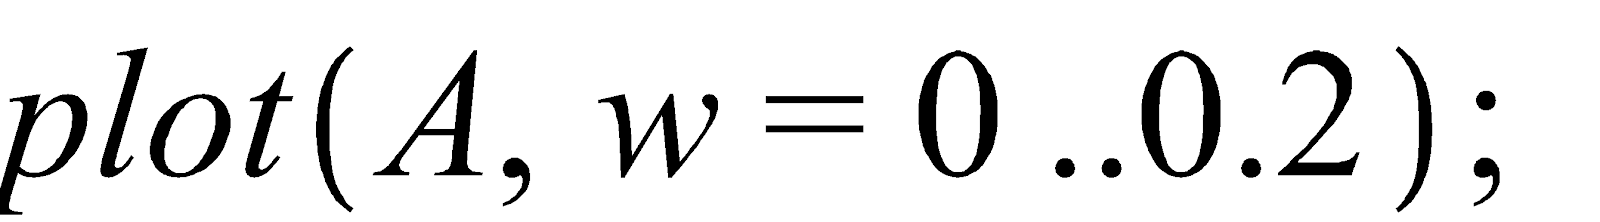 plot(A, w = 0 ..0.2);